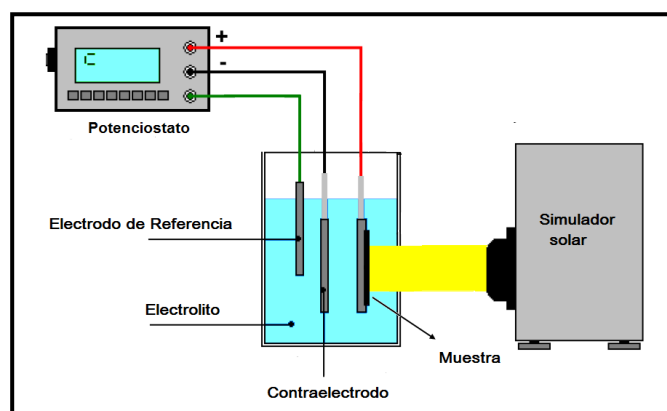 +
C
-
Potenciostato
Electrodo de Referencia
Simulador
solar
Electrolito
Muestra
Contraelectrodo